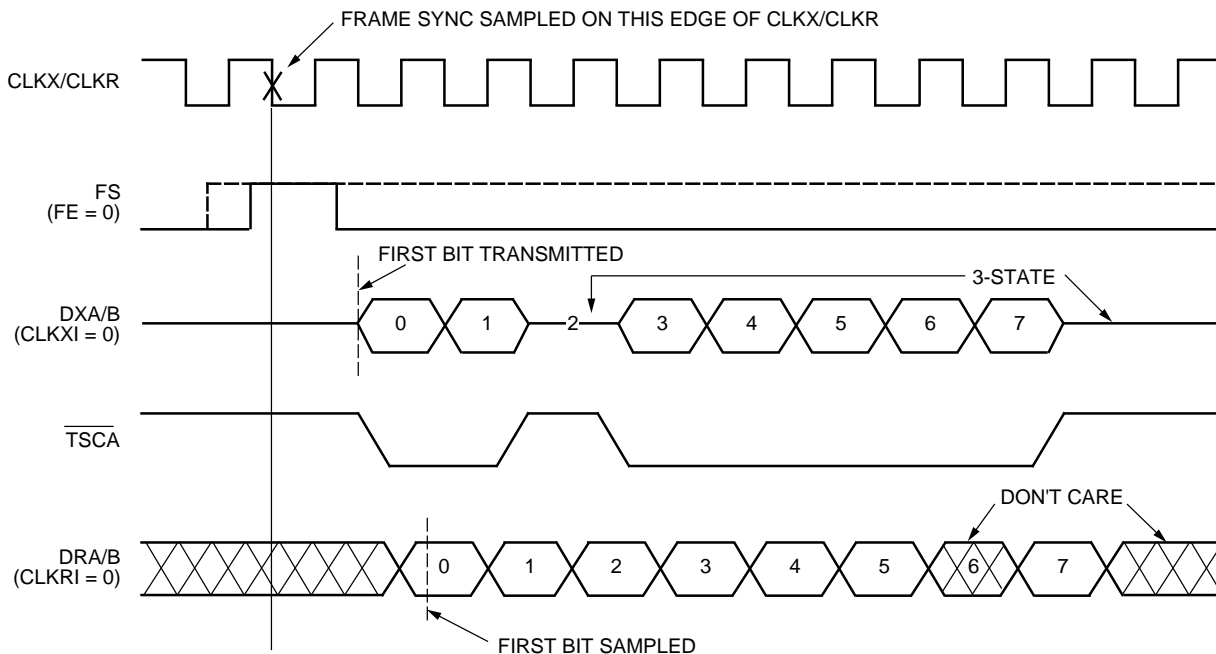 FRAME SYNC SAMPLED ON THIS EDGE OF CLKX/CLKR
CLKX/CLKR
FS
(FE = 0)
FIRST BIT TRANSMITTED
3-STATE
DXA/B
(CLKXI = 0)
0 1 2 3 4 5 6 7
TSCA
DON'T CARE
DRA/B
(CLKRI = 0)
0 1 2 3 4 5 6 7
FIRST BIT SAMPLED